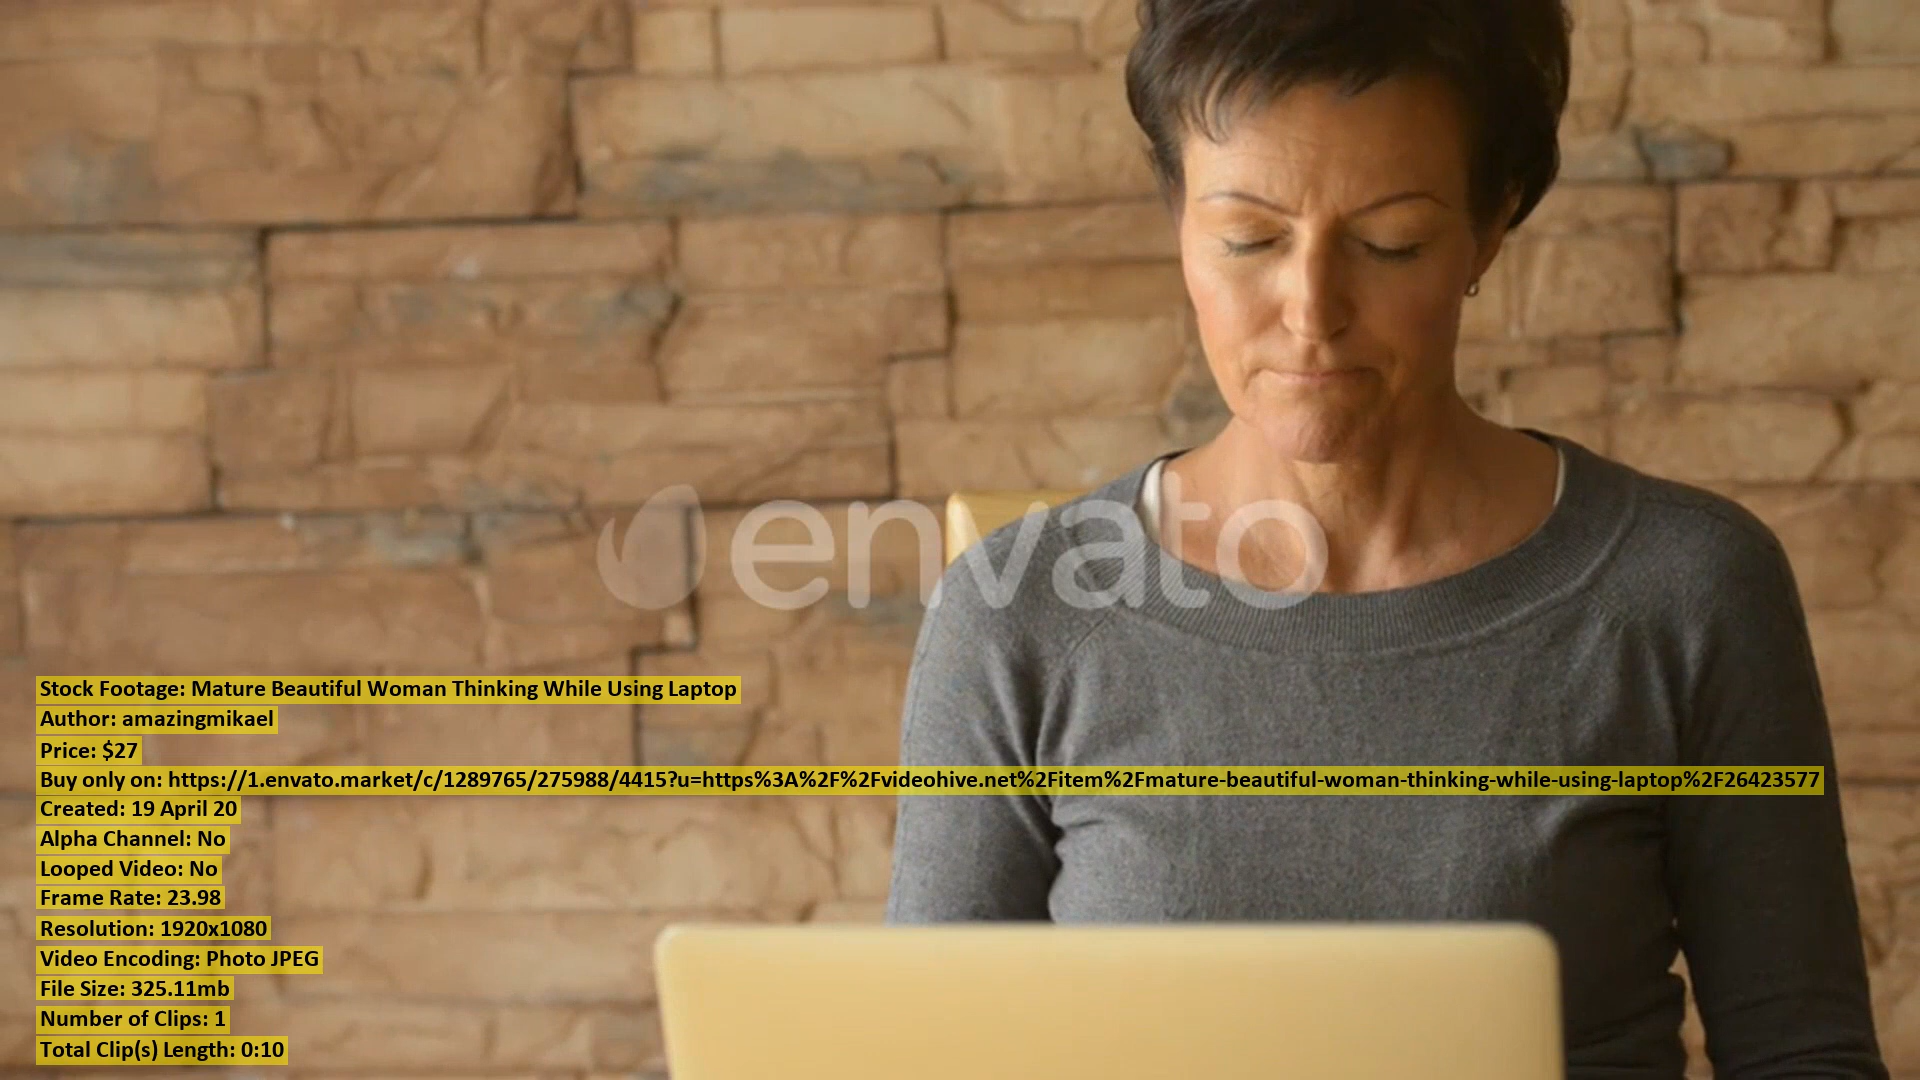 envato
Stock Footage: Mature Beautiful Woman Thinking While Using Laptop
Author: amazingmikael
Price: $27
Buy only on: https://1.envato.market/c/1289765/275988/4415?u=https%3A%2F%2Fvideohive.net%2Fitem%2Fmature-beautiful-woman-thinking-while-using-laptop%2F26423577
Created: 19 April 20
Alpha Channel: No
Looped Video: No
Frame Rate: 23.98
Resolution: 1920x1080
Video Encoding: Photo JPEG
File Size: 325.11mb
Number of Clips: 1
Total Clip(s) Length: 0:10